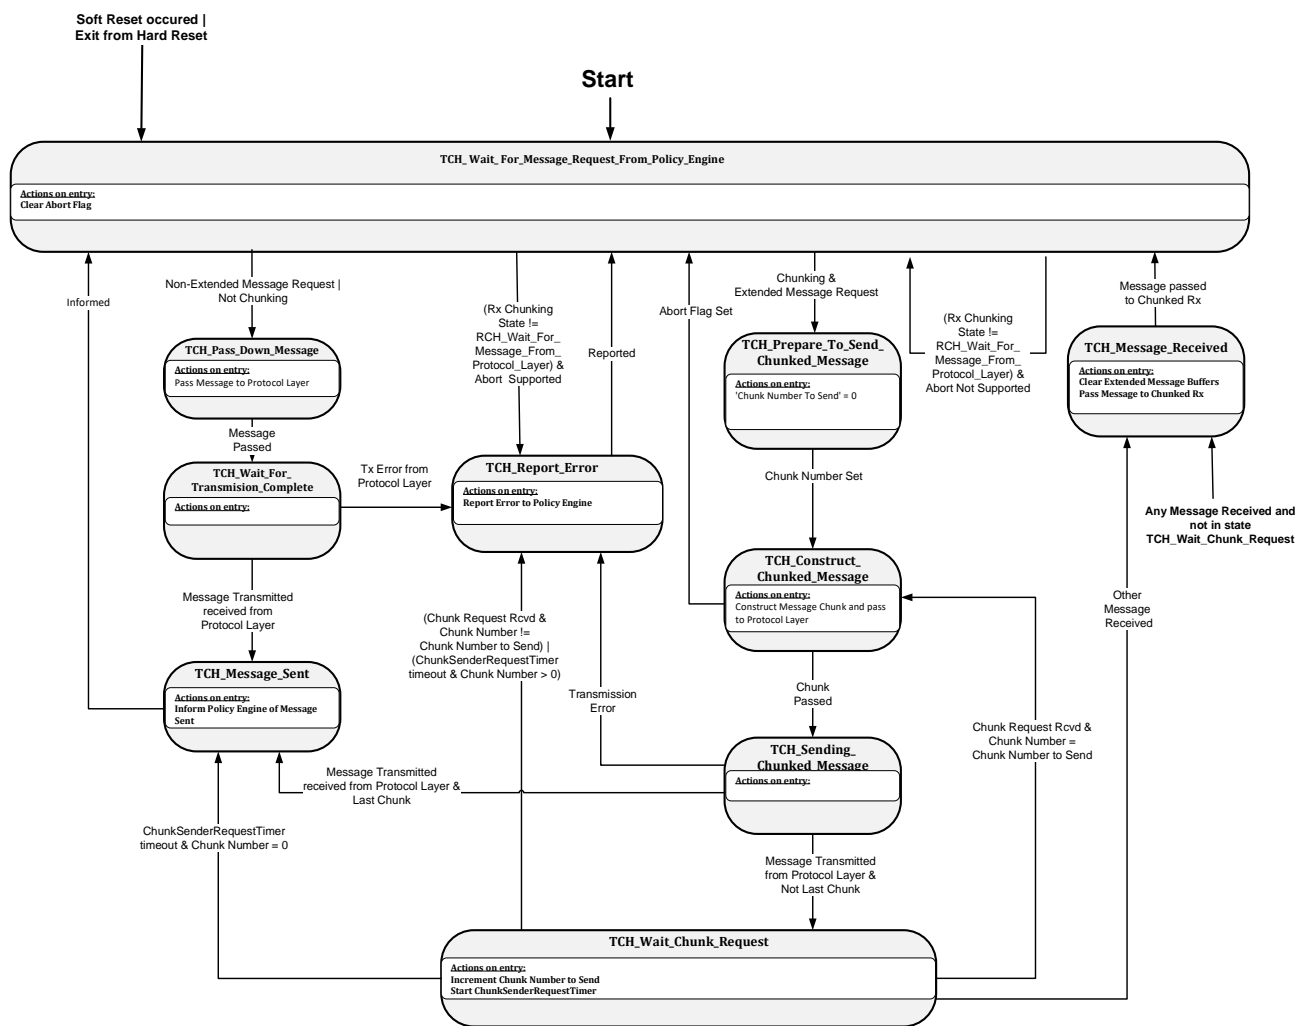 Soft Reset occured |
Exit from Hard Reset
Start
TCH_ Wait_ For_Message_Request_From_Policy_Engine
Actions on entry:
Clear Abort Flag
Informed
Non-Extended Message Request |
Not Chunking
(Rx Chunking
State !=
RCH_Wait_For_
Message_From_
Protocol_Layer) &
Abort  Supported
Reported
Abort Flag Set
Chunking &
Extended Message Request
(Rx Chunking
State !=
RCH_Wait_For_
Message_From_
Protocol_Layer) &
Abort Not Supported
Message passed
to Chunked Rx
TCH_Pass_Down_Message
Actions on entry:
Pass Message to Protocol Layer
TCH_Prepare_To_Send_
Chunked_Message
Actions on entry:
'Chunk Number To Send' = 0
TCH_Message_Received
Actions on entry:
Clear Extended Message Buffers
Pass Message to Chunked Rx
Message
Passed
TCH_Wait_For_
Transmision_Complete
Actions on entry:
Tx Error from
Protocol Layer
TCH_Report_Error
Actions on entry:
Report Error to Policy Engine
Chunk Number Set
Any Message Received and
not in state
TCH_Wait_Chunk_Request
TCH_Construct_
Chunked_Message
Actions on entry:
Construct Message Chunk and pass
to Protocol Layer
Message Transmitted
received from
Protocol Layer
(Chunk Request Rcvd &
Chunk Number !=
Chunk Number to Send) |
(ChunkSenderRequestTimer
timeout & Chunk Number > 0)
Other
Message
Received
TCH_Message_Sent
Actions on entry:
Inform Policy Engine of Message
Sent
Transmission
Error
Chunk
Passed
Chunk Request Rcvd &
Chunk Number =
Chunk Number to Send
TCH_Sending_
Chunked_Message
Actions on entry:
Message Transmitted
received from Protocol Layer &
Last Chunk
ChunkSenderRequestTimer
timeout & Chunk Number = 0
Message Transmitted
from Protocol Layer &
Not Last Chunk
TCH_Wait_Chunk_Request
Actions on entry:
Increment Chunk Number to Send
Start ChunkSenderRequestTimer